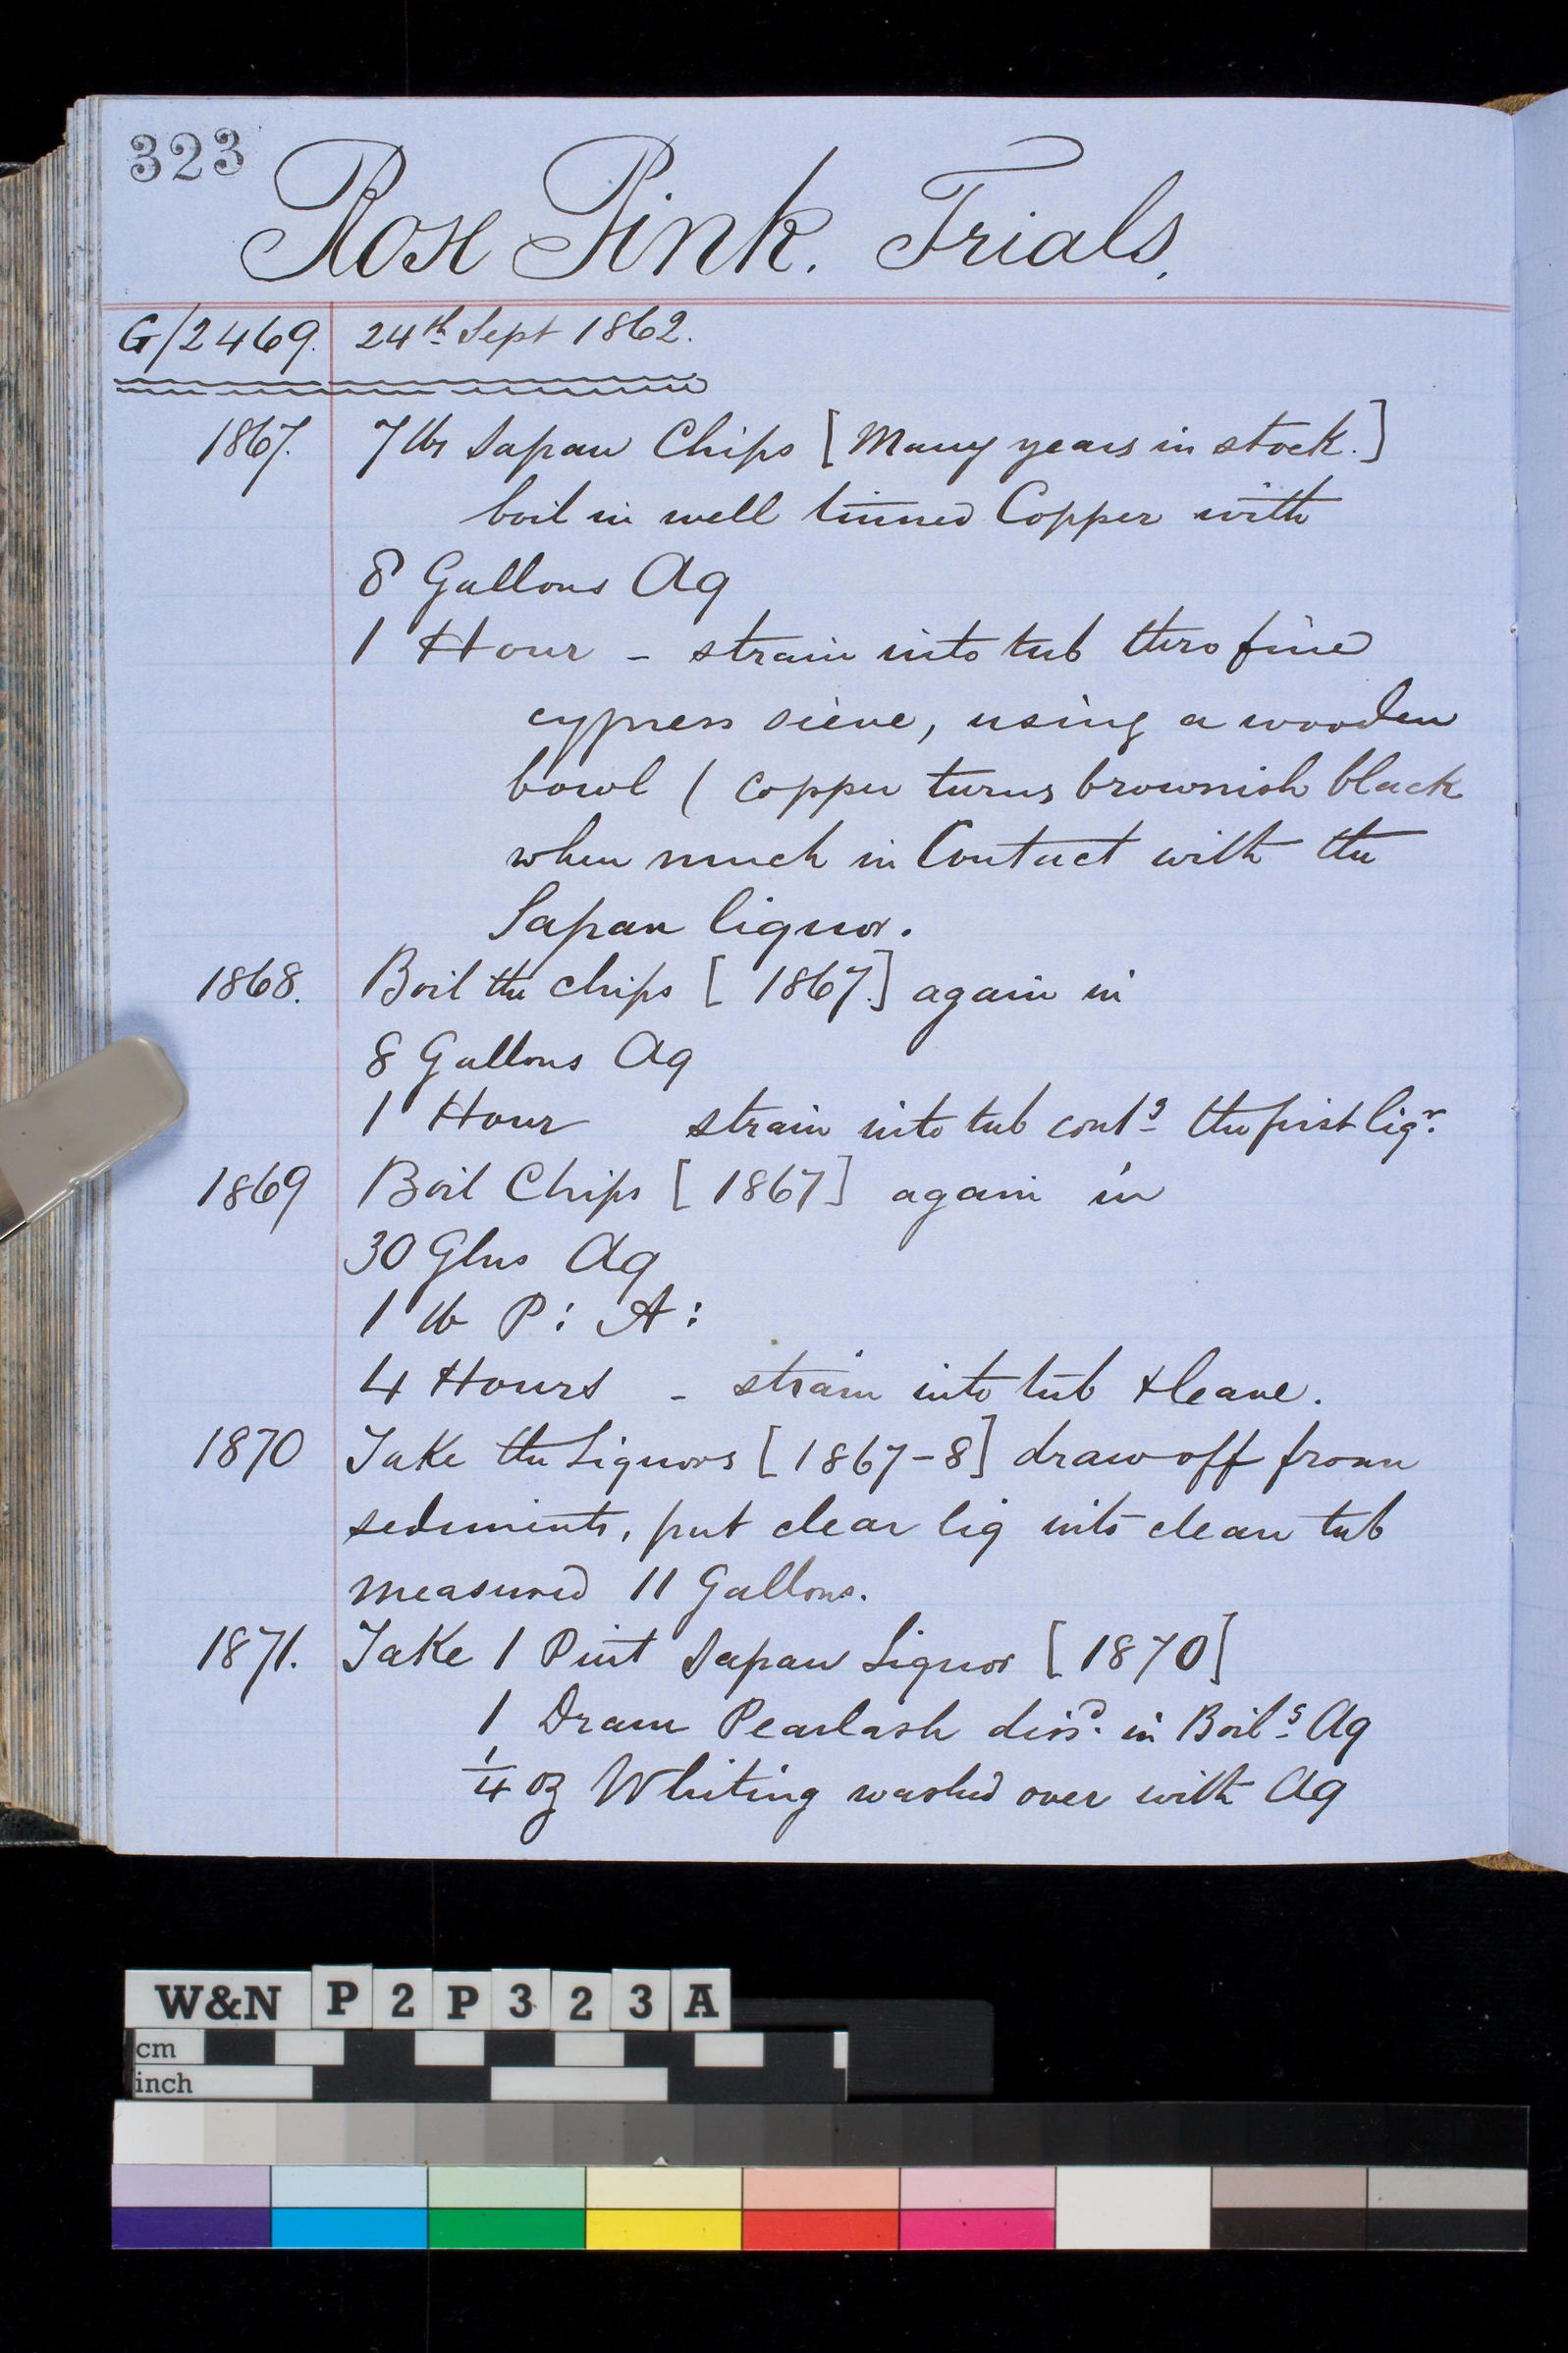 323
Rose Pink. Trials.
G/2469. 24th Sept 1862.
1867. 7 lbs Sapan Chips [Many years in stock.]
boil in well tinned Copper with
8 Gallons Aq
1 Hour - strain into tub thro fine
cypress sieve, using a wooden
bowl ( copper turns brownish black
when much in Contact with the
Sapan liquor.
1868. Boil the chips [1867.] again in
8 Gallons Aq
1 Hour strain into tub contg the first liqr.
1869 Boil Chips [1867] again in
30 Glns Aq
1 lb P: A:
4 Hours - strain into tub & leave.
1870 Take the Liquors [1867-8] draw off from
sediments, put clear liq into clean tub
measured 11 Gallons.
1871. Take 1 Pint Sapan Liquor [1870]
1 Dram Pearlash dissd. in Boilg Aq
1/4 oz Whiting washed over with Aq
W&N P2P323A
cm
inch